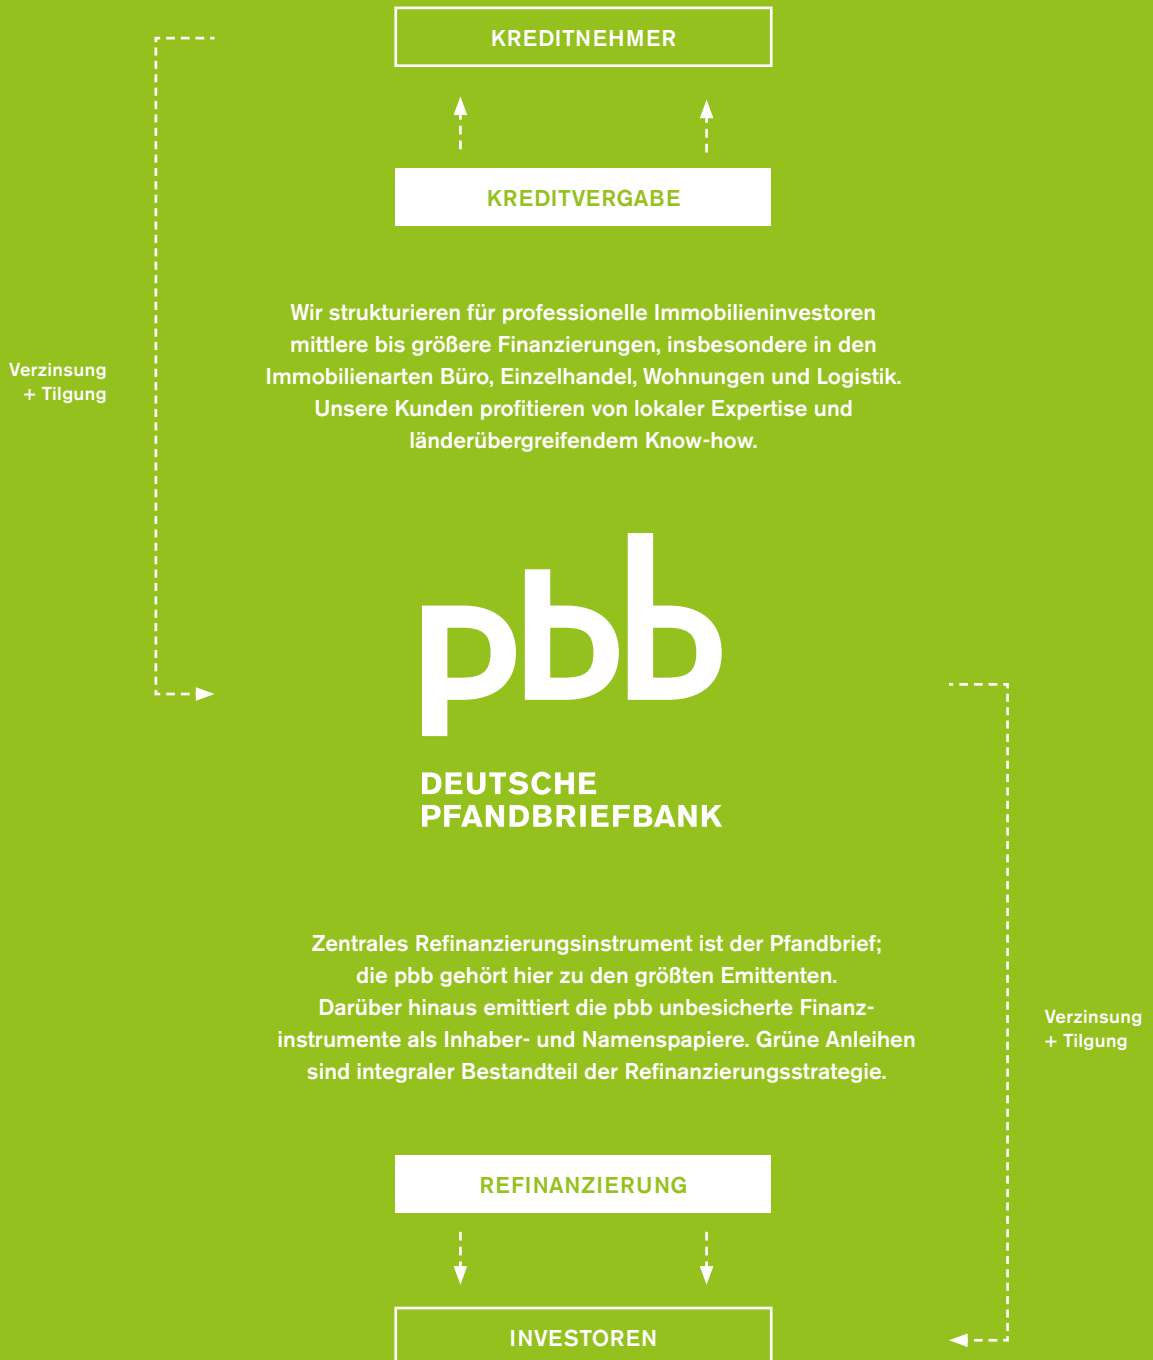 KREDITNEHMER
KREDITVERGABE
Wir strukturieren für professionelle Immobilieninvestoren
mittlere bis größere Finanzierungen, insbesondere in den
Immobilienarten Büro, Einzelhandel, Wohnungen und Logistik.
Unsere Kunden profitieren von lokaler Expertise und
länderübergreifendem Know-how.
Verzinsung
+ Tilgung
pbb
DEUTSCHE
PFANDBRIEFBANK
Zentrales Refinanzierungsinstrument ist der Pfandbrief;
die pbb gehört hier zu den größten Emittenten.
Darüber hinaus emittiert die pbb unbesicherte Finanz-
instrumente als Inhaber- und Namenspapiere. Grüne Anleihen
sind integraler Bestandteil der Refinanzierungsstrategie.
Verzinsung
+ Tilgung
REFINANZIERUNG
INVESTOREN